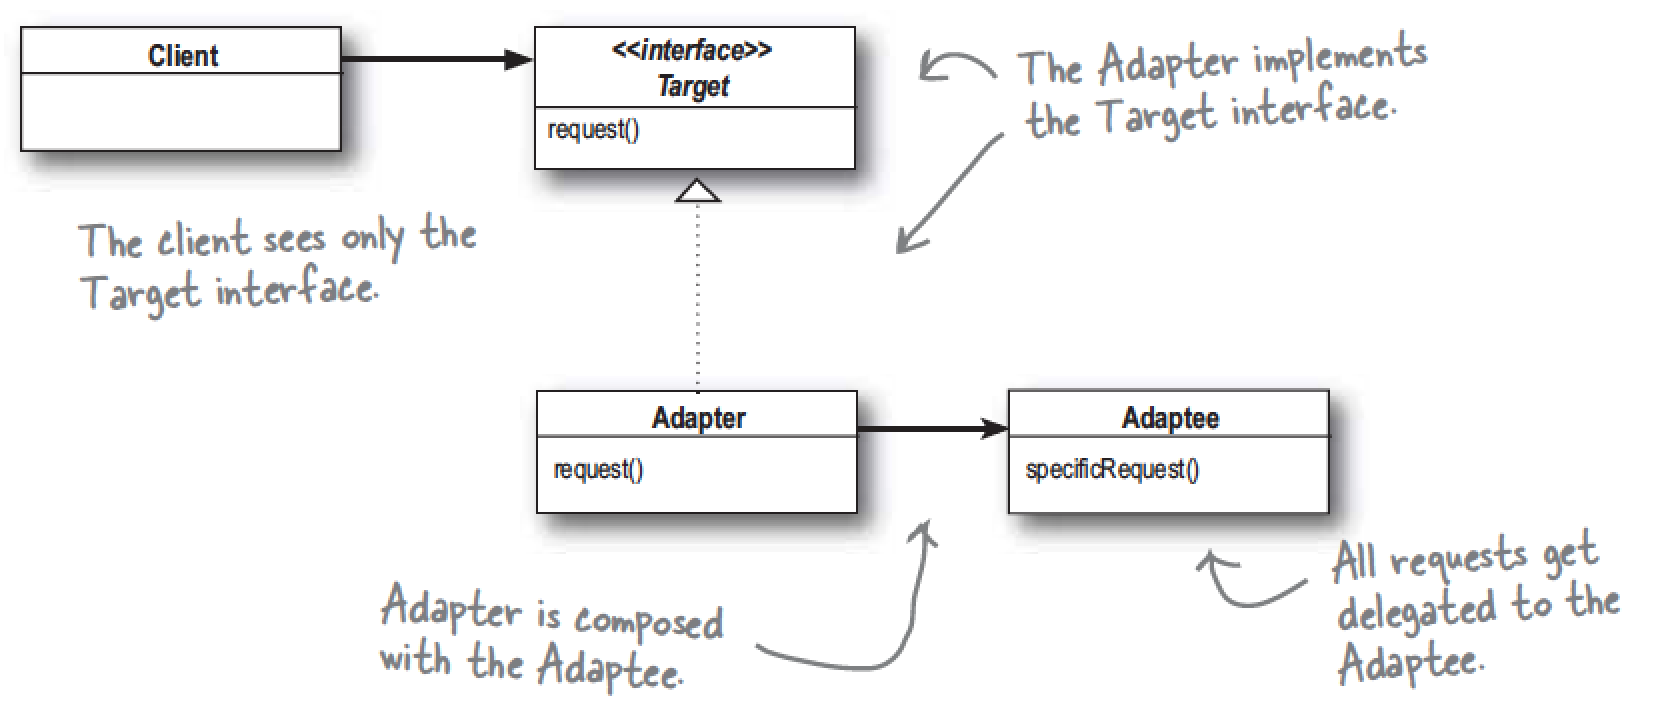 Client
<<interface>>
Target
request()
The Adapter implements
the Target interface.
The client sees only the
Target interface.
Adapter
request()
Adaptee
specificRequest()
Adapter is composed
with the Adaptee.
All requests get
delegated to the
Adaptee.